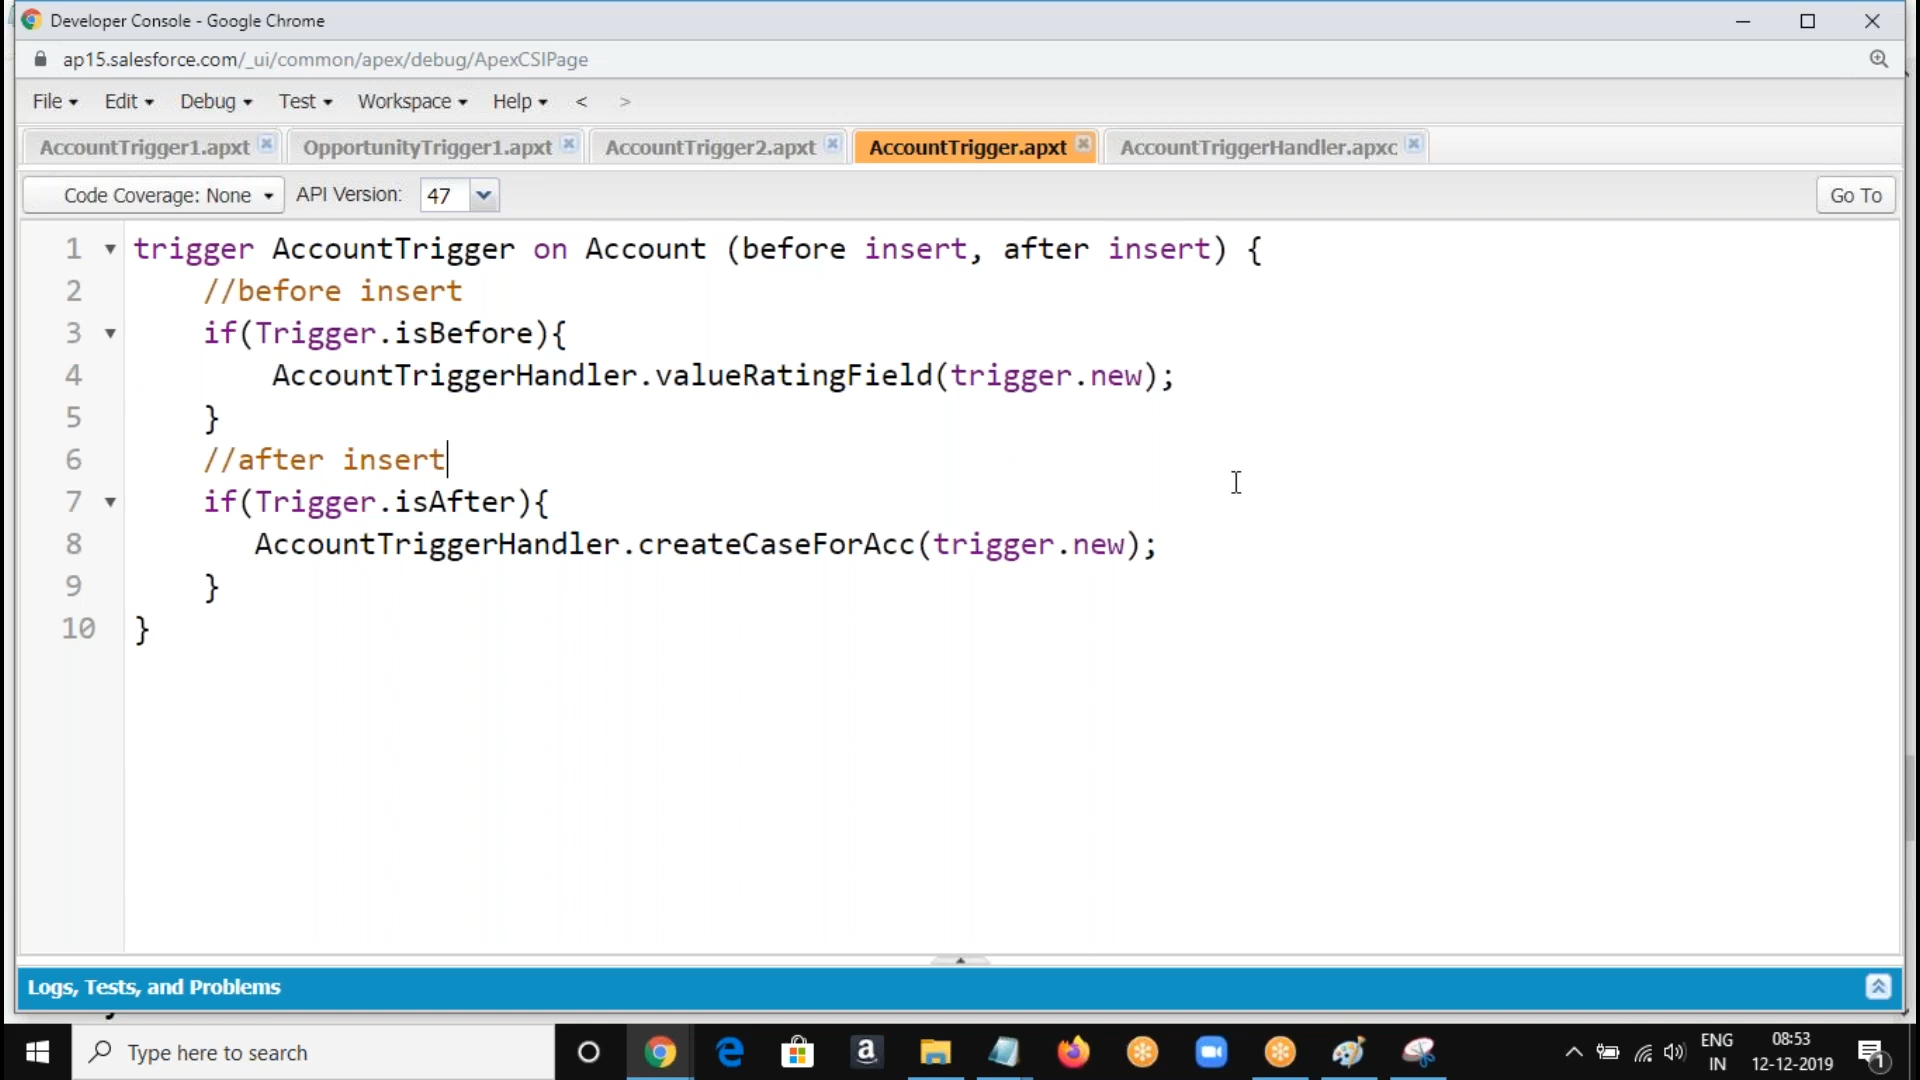 Developer Console - Google Chrome
ap15.salesforce.com/_ui/common/apex/debug/ApexCSIPage
File Edit Debug Test Workspace Help < >
AccountTrigger1.apxt OpportunityTrigger1.apxt AccountTrigger2.apxt AccountTrigger.apxt AccountTriggerHandler.apxc
Code Coverage: None API Version: 47 Go To
1 trigger AccountTrigger on Account (before insert, after insert) {
2 //before insert
3 if(Trigger.isBefore){
4 AccountTriggerHandler.valueRatingField(trigger.new);
5 }
6 //after insert
7 if(Trigger.isAfter){
8 AccountTriggerHandler.createCaseForAcc(trigger.new);
9 }
10 }
Logs, Tests, and Problems
Type here to search
ENG
IN
08:53
12-12-2019
1